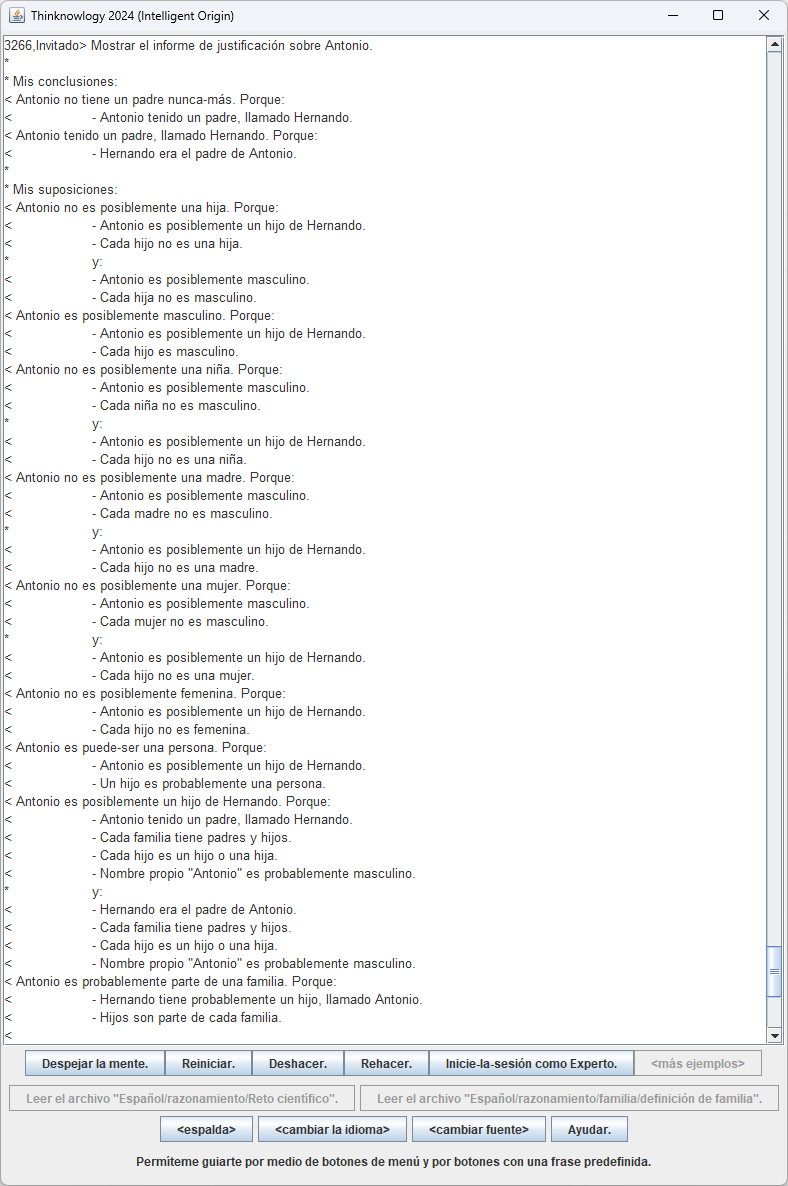 Thinknowlogy 2024 (Intelligent Origin)
3266,Invitado> Mostrar el informe de justificación sobre Antonio.
*
* Mis conclusiones:
< Antonio no tiene un padre nunca-más. Porque:
< - Antonio tenido un padre, llamado Hernando.
< Antonio tenido un padre, llamado Hernando. Porque:
< - Hernando era el padre de Antonio.
*
* Mis suposiciones:
< Antonio no es posiblemente una hija. Porque:
< - Antonio es posiblemente un hijo de Hernando.
< - Cada hijo no es una hija.
* y:
< - Antonio es posiblemente masculino.
< - Cada hija no es masculino.
< Antonio es posiblemente masculino. Porque:
< - Antonio es posiblemente un hijo de Hernando.
< - Cada hijo es masculino.
< Antonio no es posiblemente una niña. Porque:
< - Antonio es posiblemente masculino.
< - Cada niña no es masculino.
* y:
< - Antonio es posiblemente un hijo de Hernando.
< - Cada hijo no es una niña.
< Antonio no es posiblemente una madre. Porque:
< - Antonio es posiblemente masculino.
< - Cada madre no es masculino.
* y:
< - Antonio es posiblemente un hijo de Hernando.
< - Cada hijo no es una madre.
< Antonio no es posiblemente una mujer. Porque:
< - Antonio es posiblemente masculino.
< - Cada mujer no es masculino.
* y:
< - Antonio es posiblemente un hijo de Hernando.
< - Cada hijo no es una mujer.
< Antonio no es posiblemente femenina. Porque:
< - Antonio es posiblemente un hijo de Hernando.
< - Cada hijo no es femenina.
< Antonio es puede-ser una persona. Porque:
< - Antonio es posiblemente un hijo de Hernando.
< - Un hijo es probablemente una persona.
< Antonio es posiblemente un hijo de Hernando. Porque:
< - Antonio tenido un padre, llamado Hernando.
< - Cada familia tiene padres y hijos.
< - Cada hijo es un hijo o una hija.
< - Nombre propio "Antonio" es probablemente masculino.
* y:
< - Hernando era el padre de Antonio.
< - Cada familia tiene padres y hijos.
< - Cada hijo es un hijo o una hija.
< - Nombre propio "Antonio" es probablemente masculino.
< Antonio es probablemente parte de una familia. Porque:
< - Hernando tiene probablemente un hijo, llamado Antonio.
< - Hijos son parte de cada familia.
<
Despejar la mente. Reiniciar. Deshacer. Rehacer. Inicie-la-sesión como Experto. <más ejemplos>
Leer el archivo "Español/razonamiento/Reto científico". Leer el archivo "Español/razonamiento/familia/definición de familia".
<espalda> <cambiar la idioma> <cambiar fuente> Ayudar.
Permíteme guiarte por medio de botones de menú y por botones con una frase predefinida.